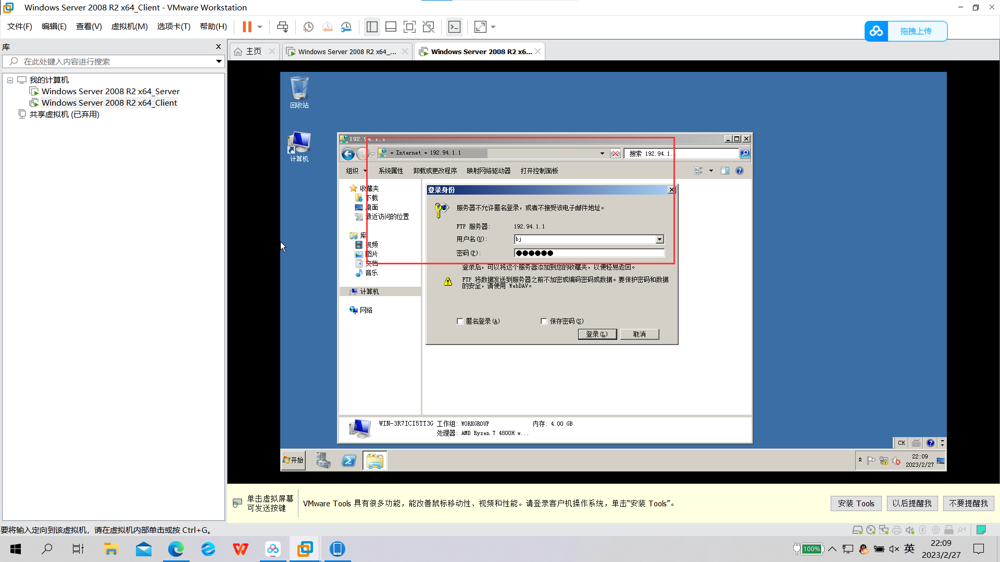 Windows Server 2008 R2 x64_Client - VMware Workstation
文件(F) 编辑(E) 查看(V) 虚拟机(M) 选项卡(T) 帮助(H)
拖拽上传
库
在此处键入内容进行搜索
我的计算机
Windows Server 2008 R2 x64_Server
Windows Server 2008 R2 x64_Client
共享虚拟机 (已弃用)
主页 Windows Server 2008 R2 x64_... Windows Server 2008 R2 x6...
回收站
计算机
192.94.1.1
Internet 192.94.1.1
搜索 192.94.1.1
组织 系统属性 卸载或更改程序 映射网络驱动器 打开控制面板
收藏夹
下载
桌面
最近访问的位置
库
视频
图片
文档
音乐
计算机
网络
登录身份
服务器不允许匿名登录，或者不接受该电子邮件地址。
FTP 服务器: 192.94.1.1
用户名(U): bj
密码(P): ●●●●●●
登录后，可以将这个服务器添加到您的收藏夹，以便轻易返回。
FTP 将数据发送到服务器之前不加密或编码密码或数据。要保护密码和数据
的安全，请使用 WebDAV。
匿名登录(A) 保存密码(S)
登录(L) 取消
WIN-3R7ICI5TT3G 工作组: WORKGROUP 内存: 4.00 GB
处理器: AMD Ryzen 7 4800H w...
CH
开始
22:09
2023/2/27
单击虚拟屏幕
可发送按键
VMware Tools 具有很多功能，能改善鼠标移动性、视频和性能。请登录客户机操作系统，单击“安装 Tools”。
安装 Tools 以后提醒我 不要提醒我
要将输入定向到该虚拟机，请在虚拟机内部单击或按 Ctrl+G。
100%
英
22:09
2023/2/27